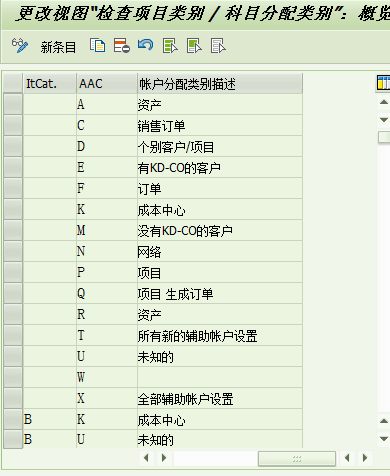 更改视图"检查项目类别 / 科目分配类别": 概览
新条目
ItCat. AAC 帐户分配类别描述
A 资产
C 销售订单
D 个别客户/项目
E 有KD-CO的客户
F 订单
K 成本中心
M 没有KD-CO的客户
N 网络
P 项目
Q 项目 生成订单
R 资产
T 所有新的辅助帐户设置
U 未知的
W
X 全部辅助帐户设置
B K 成本中心
B U 未知的